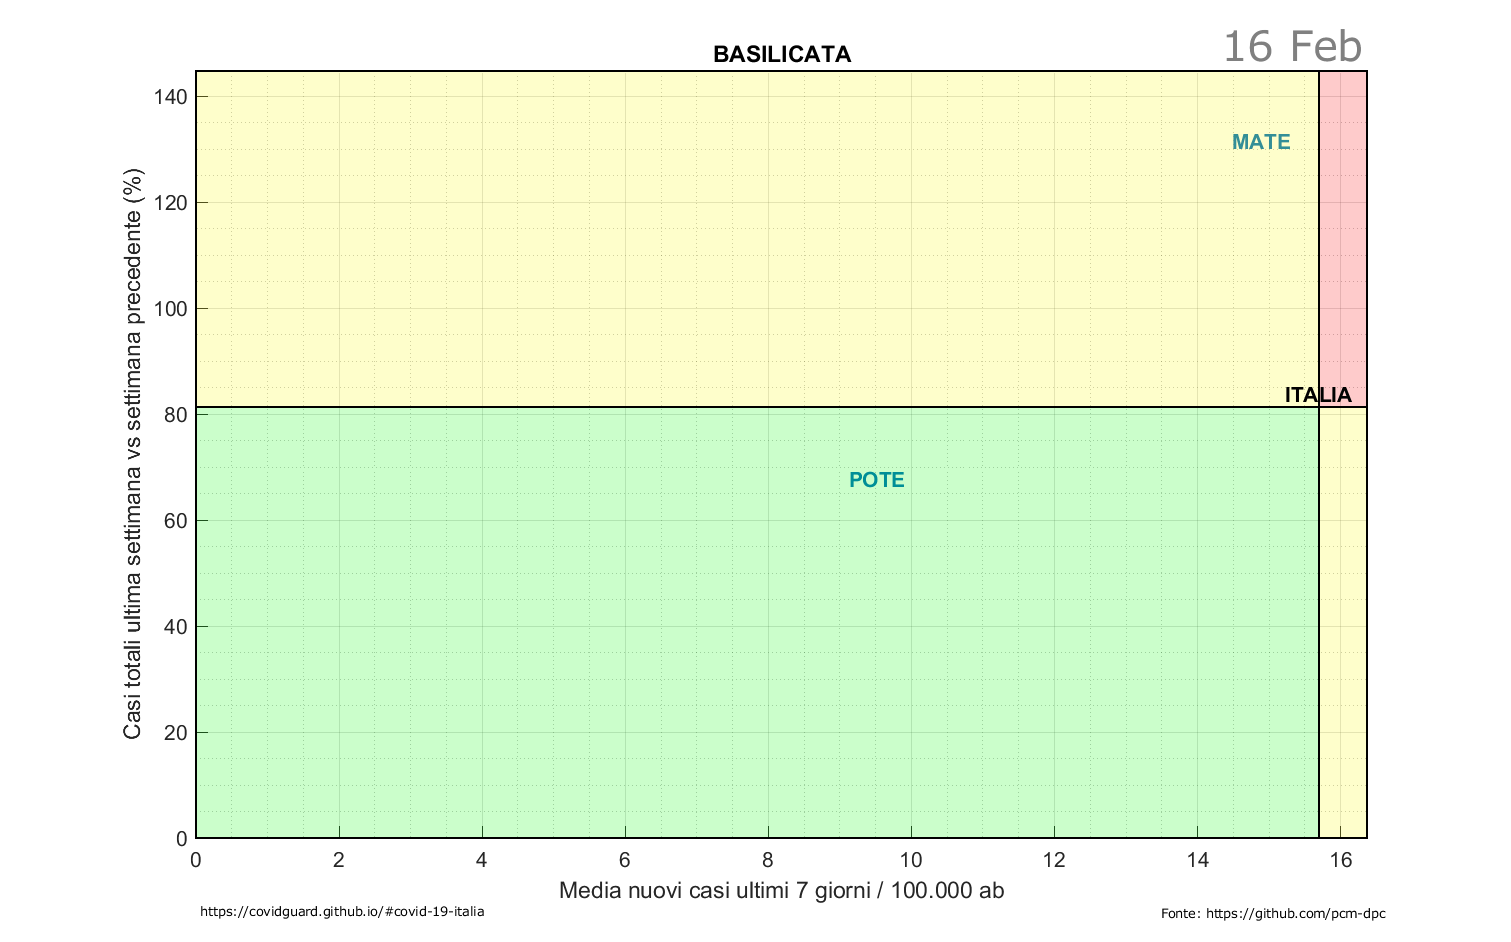 16 Feb
BASILICATA
Casi totali ultima settimana vs settimana precedente (%)
140
120
100
80
60
40
20
0
MATE
ITALIA
POTE
0 2 4 6 8 10 12 14 16
Media nuovi casi ultimi 7 giorni / 100.000 ab
https://covidguard.github.io/#covid-19-italia
Fonte: https://github.com/pcm-dpc